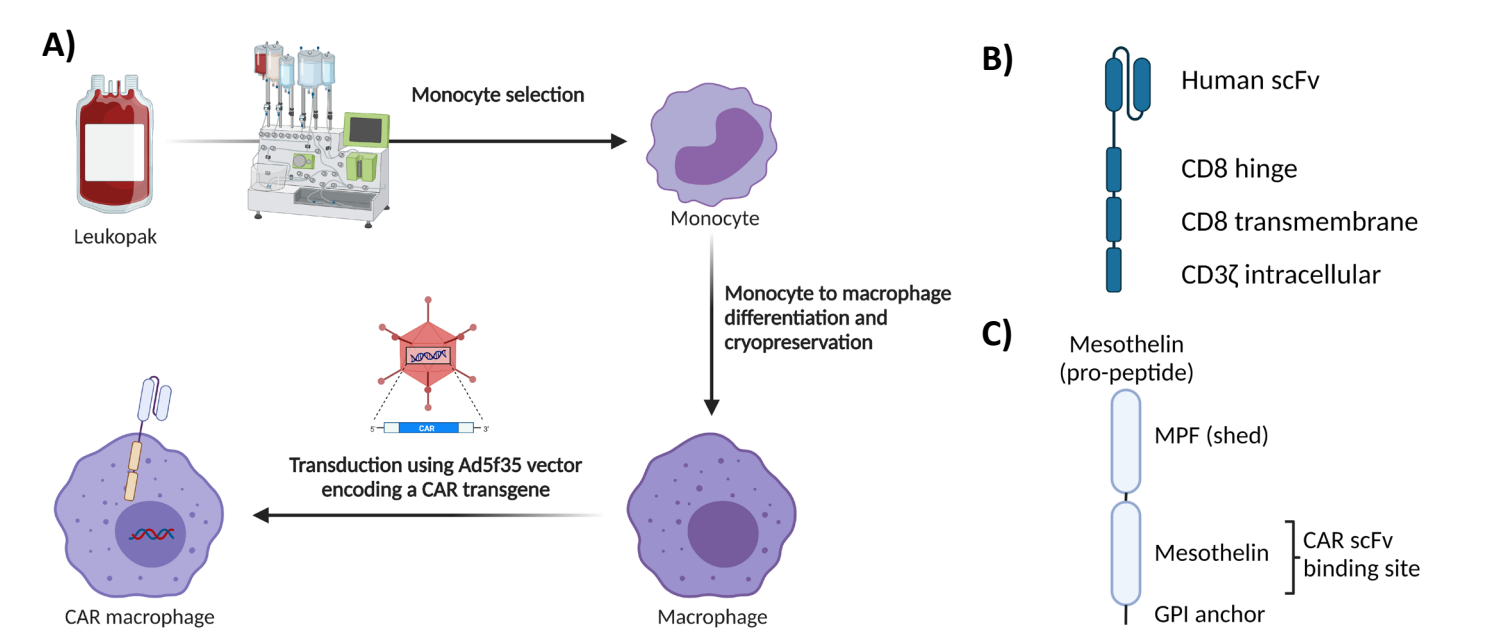 A)
Leukopak
Monocyte selection
Monocyte
Monocyte to macrophage
differentiation and
cryopreservation
5'
CAR
3'
Transduction using Ad5f35 vector
encoding a CAR transgene
CAR macrophage
Macrophage
B)
Human scFv
CD8 hinge
CD8 transmembrane
CD3ζ intracellular
C)
Mesothelin
(pro-peptide)
MPF (shed)
Mesothelin
CAR scFv
binding site
GPI anchor